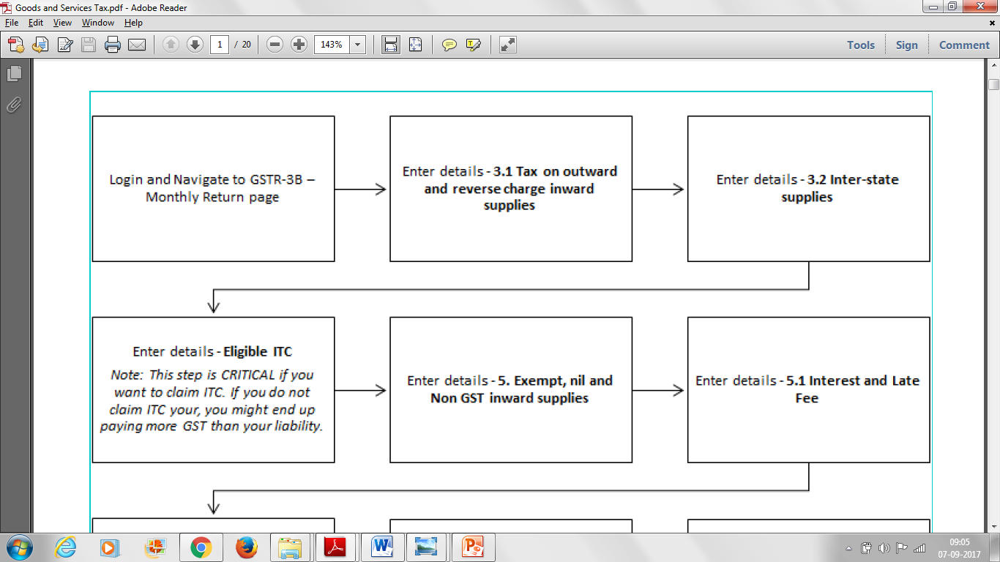 Goods and Services Tax.pdf - Adobe Reader
File Edit View Window Help
1 / 20 143% Tools Sign Comment
Login and Navigate to GSTR-3B –
Monthly Return page
Enter details - 3.1 Tax on outward
and reverse charge inward
supplies
Enter details - 3.2 Inter-state
supplies
Enter details - Eligible ITC
Note: This step is CRITICAL if you
want to claim ITC. If you do not
claim ITC your, you might end up
paying more GST than your liability.
Enter details - 5. Exempt, nil and
Non GST inward supplies
Enter details - 5.1 Interest and Late
Fee
09:05
07-09-2017